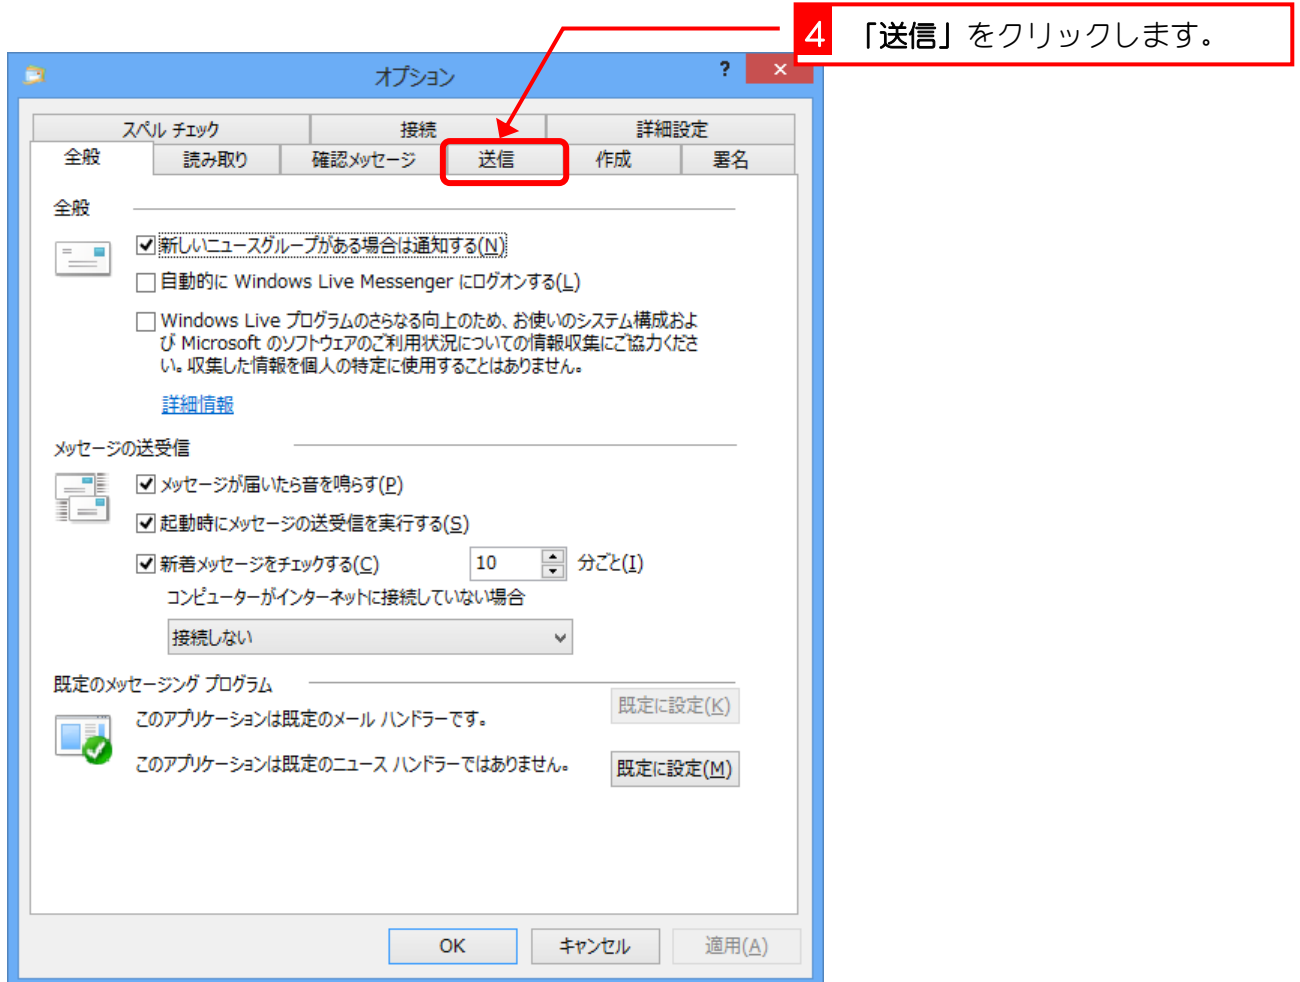 4 「送信」をクリックします。
オプション ?
スペル チェック 接続 詳細設定
全般 読み取り 確認メッセージ 送信 作成 署名
全般
新しいニュースグループがある場合は通知する(N)
自動的に Windows Live Messenger にログオンする(L)
Windows Live プログラムのさらなる向上のため、お使いのシステム構成およ
び Microsoft のソフトウェアのご利用状況についての情報収集にご協力くださ
い。収集した情報を個人の特定に使用することはありません。
詳細情報
メッセージの送受信
メッセージが届いたら音を鳴らす(P)
起動時にメッセージの送受信を実行する(S)
新着メッセージをチェックする(C) 10 分ごと(I)
コンピューターがインターネットに接続していない場合
接続しない
既定のメッセージング プログラム
このアプリケーションは既定のメール ハンドラーです。 既定に設定(K)
このアプリケーションは既定のニュース ハンドラーではありません。 既定に設定(M)
OK キャンセル 適用(A)